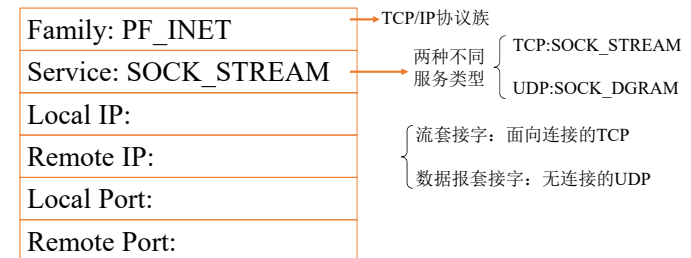 Family: PF_INET
TCP/IP协议族
Service: SOCK_STREAM
两种不同
服务类型
TCP:SOCK_STREAM
UDP:SOCK_DGRAM
Local IP:
Remote IP:
Local Port:
Remote Port:
流套接字：面向连接的TCP
数据报套接字：无连接的UDP